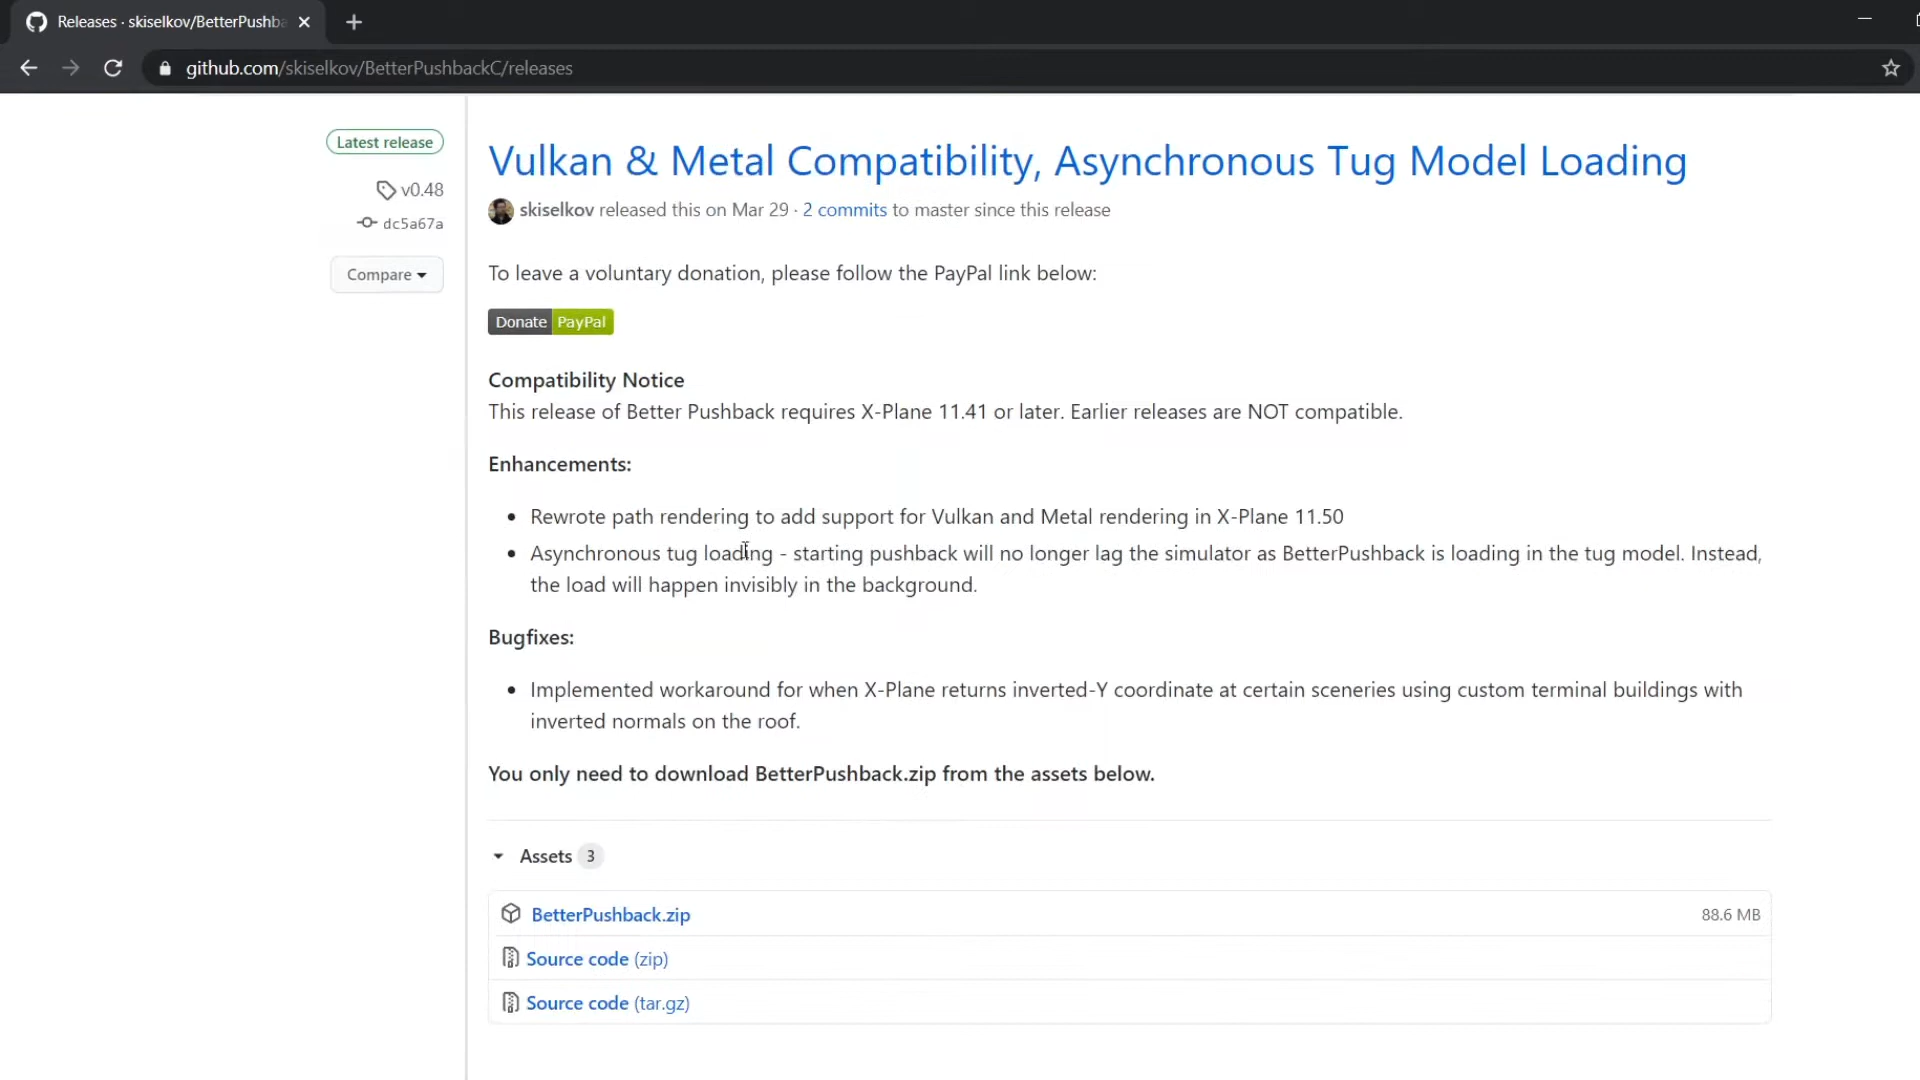 Releases · skiselkov/BetterPushba
github.com/skiselkov/BetterPushbackC/releases
Latest release
v0.48
dc5a67a
Compare
Vulkan & Metal Compatibility, Asynchronous Tug Model Loading
skiselkov released this on Mar 29 · 2 commits to master since this release
To leave a voluntary donation, please follow the PayPal link below:
Donate PayPal
Compatibility Notice
This release of Better Pushback requires X-Plane 11.41 or later. Earlier releases are NOT compatible.
Enhancements:
• Rewrote path rendering to add support for Vulkan and Metal rendering in X-Plane 11.50
• Asynchronous tug loading - starting pushback will no longer lag the simulator as BetterPushback is loading in the tug model. Instead,
the load will happen invisibly in the background.
Bugfixes:
• Implemented workaround for when X-Plane returns inverted-Y coordinate at certain sceneries using custom terminal buildings with
inverted normals on the roof.
You only need to download BetterPushback.zip from the assets below.
Assets 3
BetterPushback.zip 88.6 MB
Source code (zip)
Source code (tar.gz)